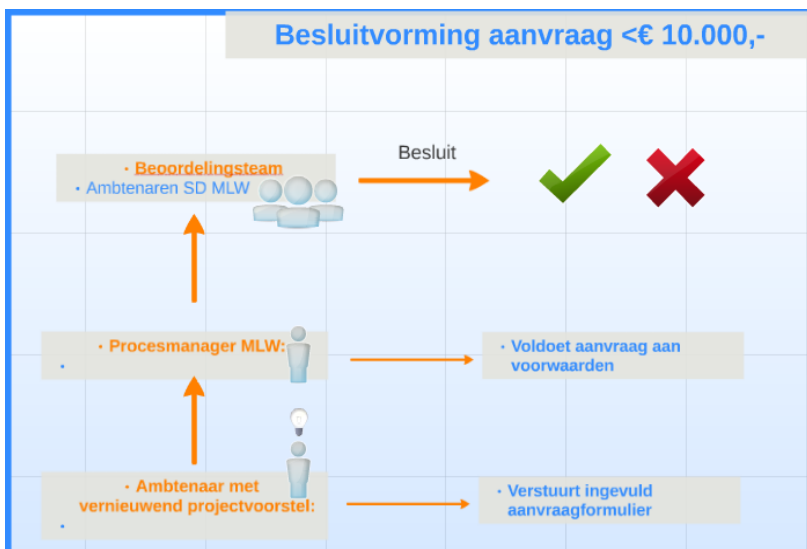 Besluitvorming aanvraag <€ 10.000,-
• Beoordelingsteam
• Ambtenaren SD MLW
Besluit
• Procesmanager MLW:
•
• Voldoet aanvraag aan
voorwaarden
• Ambtenaar met
vernieuwend projectvoorstel:
•
• Verstuurt ingevuld
aanvraagformulier